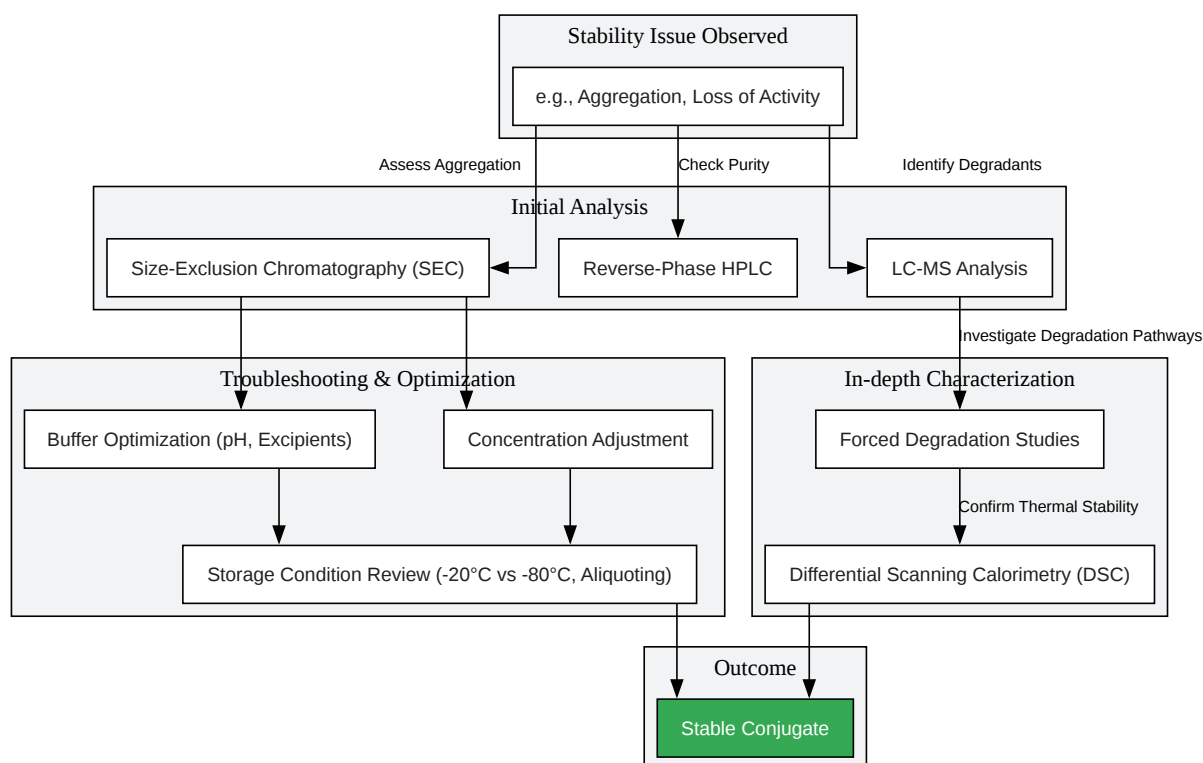 Stability Issue Observed
e.g., Aggregation, Loss of Activity
Assess Aggregation
Check Purity
Identify Degradants
Initial Analysis
Size-Exclusion Chromatography (SEC)
Reverse-Phase HPLC
LC-MS Analysis
Investigate Degradation Pathways
Troubleshooting & Optimization
In-depth Characterization
Buffer Optimization (pH, Excipients)
Concentration Adjustment
Forced Degradation Studies
Confirm Thermal Stability
Storage Condition Review (-20°C vs -80°C, Aliquoting)
Differential Scanning Calorimetry (DSC)
Outcome
Stable Conjugate